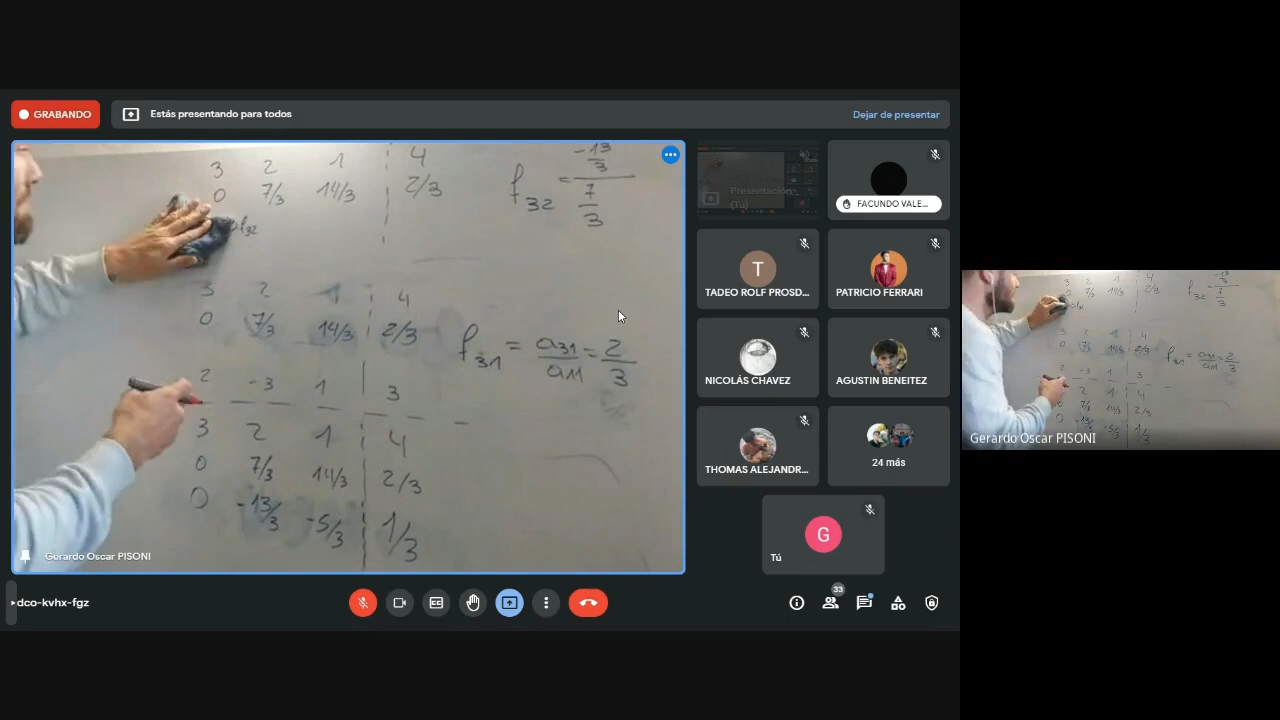 GRABANDO
Estás presentando para todos
Dejar de presentar
3 2 1 4
0 7/3 14/3 2/3
f32 = -13/3 / 7/3
f32
3 2 1 4
0 7/3 14/3 2/3
f31 = a31/a11 = 2/3
2 -3 1 3
3 2 1 4
0 7/3 14/3 2/3
0 -13/3 -5/3 1/3
Gerardo Oscar PISONI
Presentación...
(Tú)
FACUNDO VALE...
T
TADEO ROLF PROSD...
PATRICIO FERRARI
NICOLÁS CHAVEZ
AGUSTIN BENEITEZ
THOMAS ALEJANDR...
24 más
G
Tú
dco-kvhx-fgz
33
Gerardo Oscar PISONI